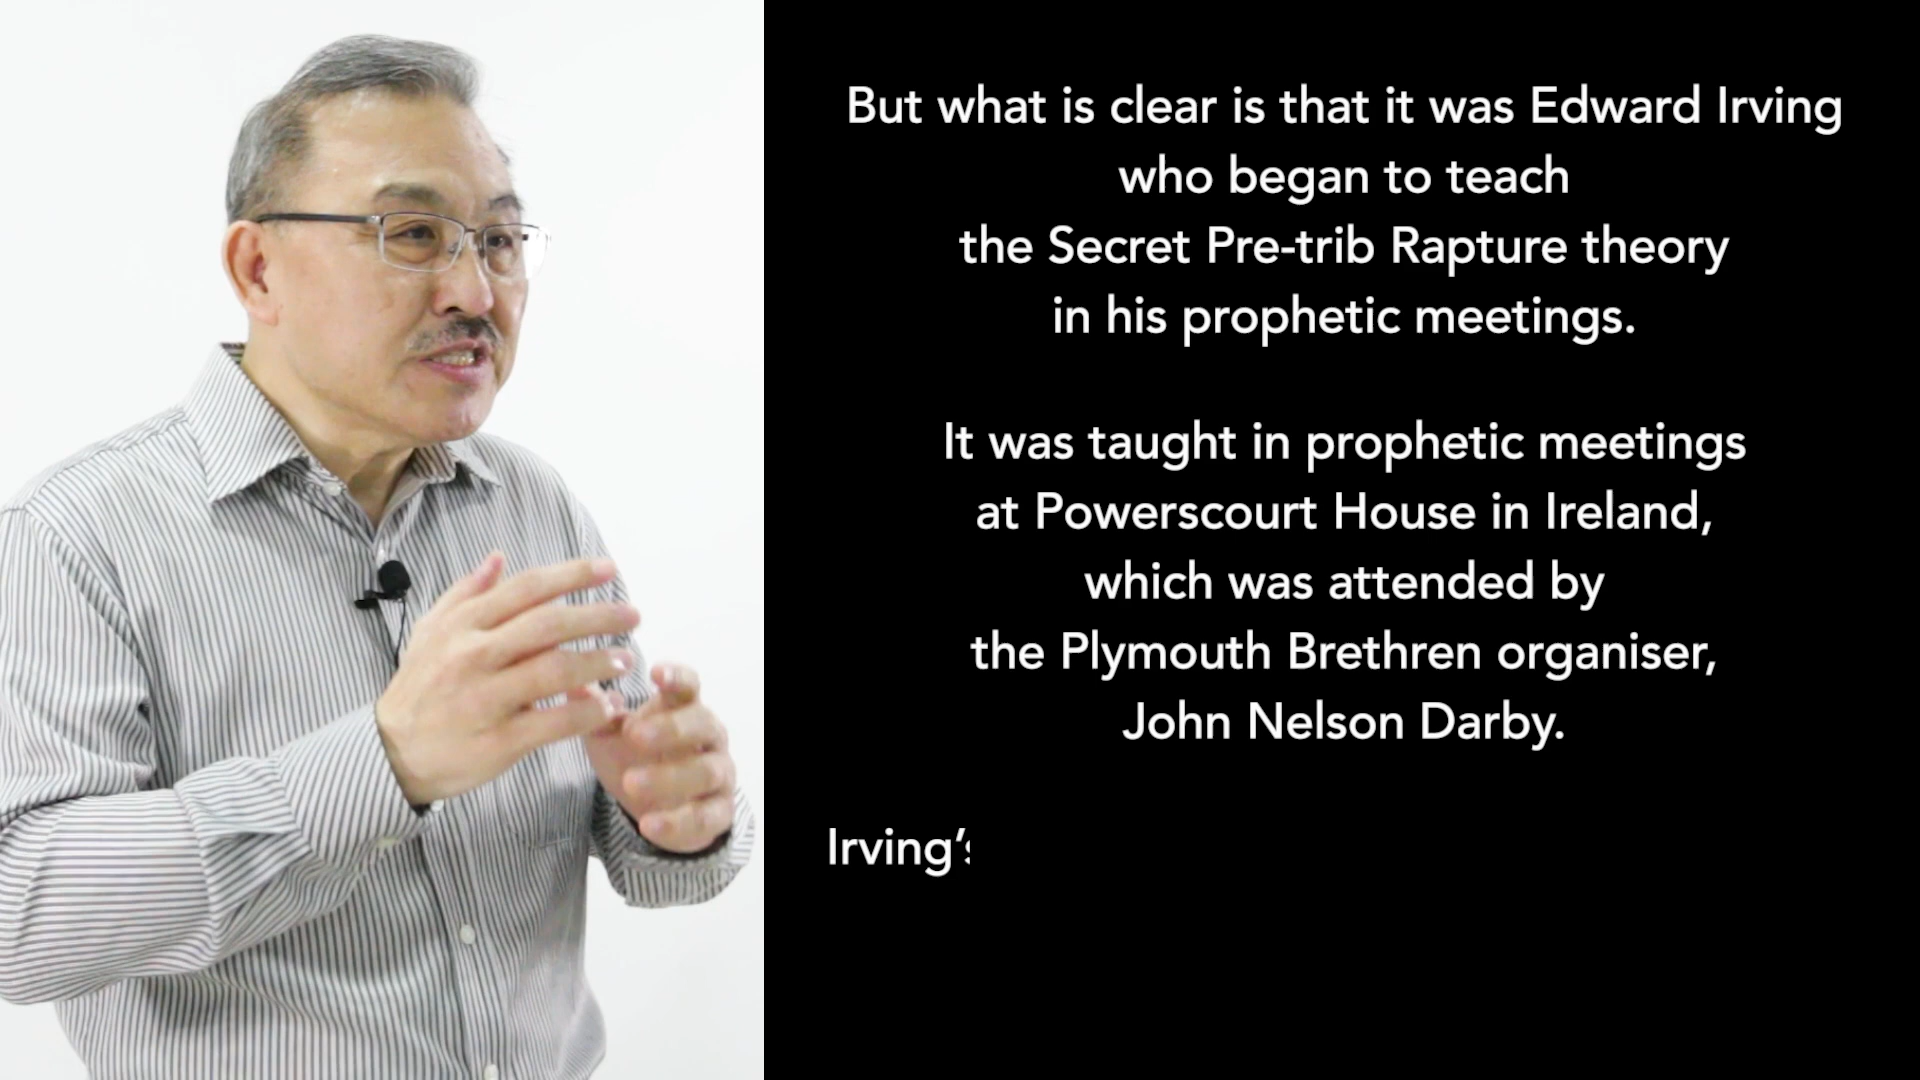 But what is clear is that it was Edward Irving
who began to teach
the Secret Pre-trib Rapture theory
in his prophetic meetings.
It was taught in prophetic meetings
at Powerscourt House in Ireland,
which was attended by
the Plymouth Brethren organiser,
John Nelson Darby.
Irving’s